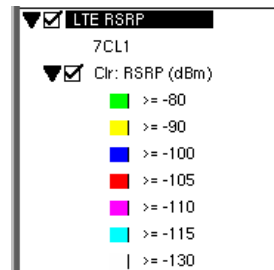 LTE RSRP
7CL1
Clr: RSRP (dBm)
>= -80
>= -90
>= -100
>= -105
>= -110
>= -115
>= -130